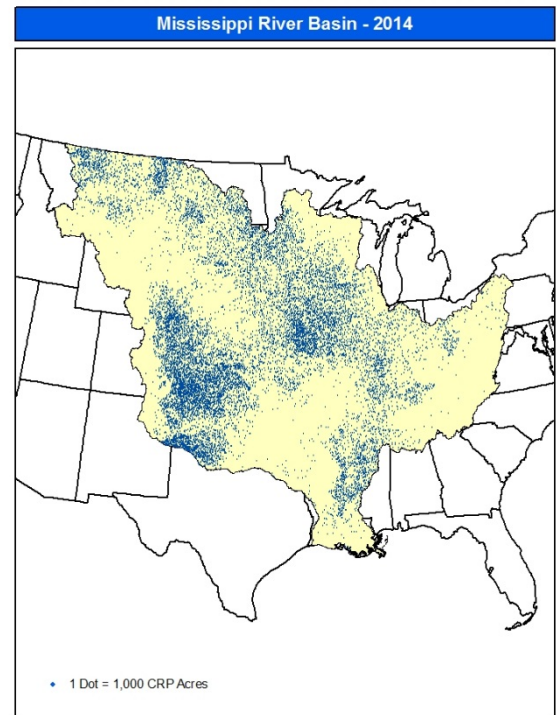 Mississippi River Basin - 2014
1 Dot = 1,000 CRP Acres